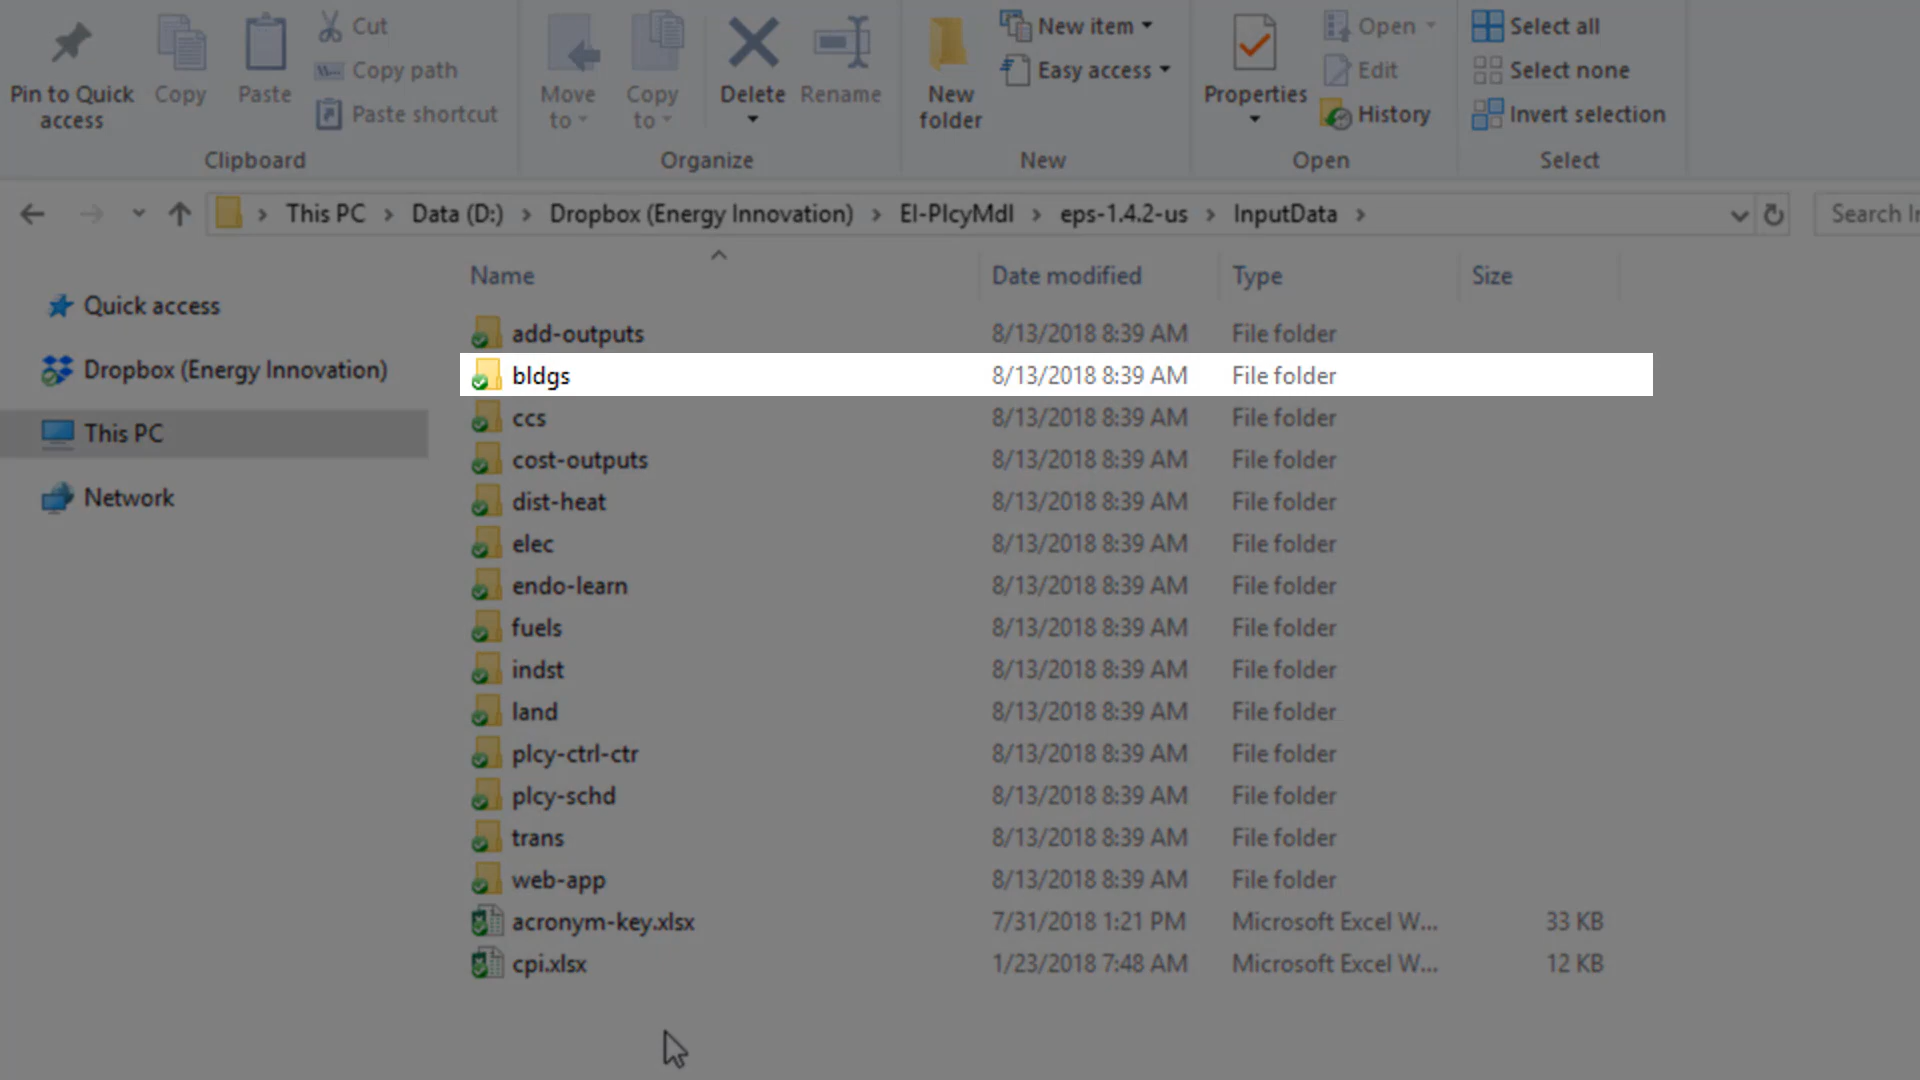 Pin to Quick access
Copy
Paste
Cut
Copy path
Paste shortcut
Clipboard
Move to
Copy to
Delete
Rename
Organize
New folder
New item
Easy access
New
Properties
Open
Edit
History
Open
Select all
Select none
Invert selection
Select
This PC > Data (D:) > Dropbox (Energy Innovation) > EI-PlcyMdl > eps-1.4.2-us > InputData >
Search In
Quick access
Dropbox (Energy Innovation)
This PC
Network
Name Date modified Type Size
add-outputs 8/13/2018 8:39 AM File folder
bldgs 8/13/2018 8:39 AM File folder
ccs 8/13/2018 8:39 AM File folder
cost-outputs 8/13/2018 8:39 AM File folder
dist-heat 8/13/2018 8:39 AM File folder
elec 8/13/2018 8:39 AM File folder
endo-learn 8/13/2018 8:39 AM File folder
fuels 8/13/2018 8:39 AM File folder
indst 8/13/2018 8:39 AM File folder
land 8/13/2018 8:39 AM File folder
plcy-ctrl-ctr 8/13/2018 8:39 AM File folder
plcy-schd 8/13/2018 8:39 AM File folder
trans 8/13/2018 8:39 AM File folder
web-app 8/13/2018 8:39 AM File folder
acronym-key.xlsx 7/31/2018 1:21 PM Microsoft Excel W... 33 KB
cpi.xlsx 1/23/2018 7:48 AM Microsoft Excel W... 12 KB